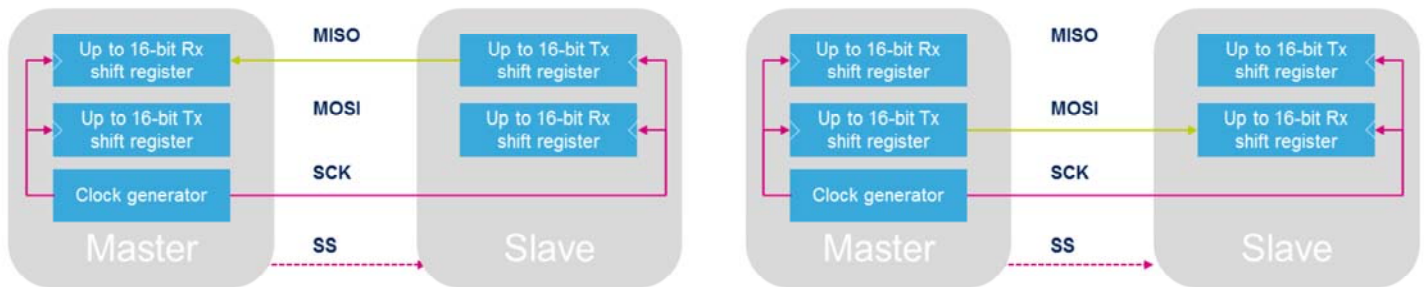 MISO
Up to 16-bit Rx
shift register
Up to 16-bit Tx
shift register
MOSI
Up to 16-bit Tx
shift register
Up to 16-bit Rx
shift register
SCK
Clock generator
Master
SS
Slave
MISO
Up to 16-bit Rx
shift register
Up to 16-bit Tx
shift register
MOSI
Up to 16-bit Tx
shift register
Up to 16-bit Rx
shift register
SCK
Clock generator
Master
SS
Slave